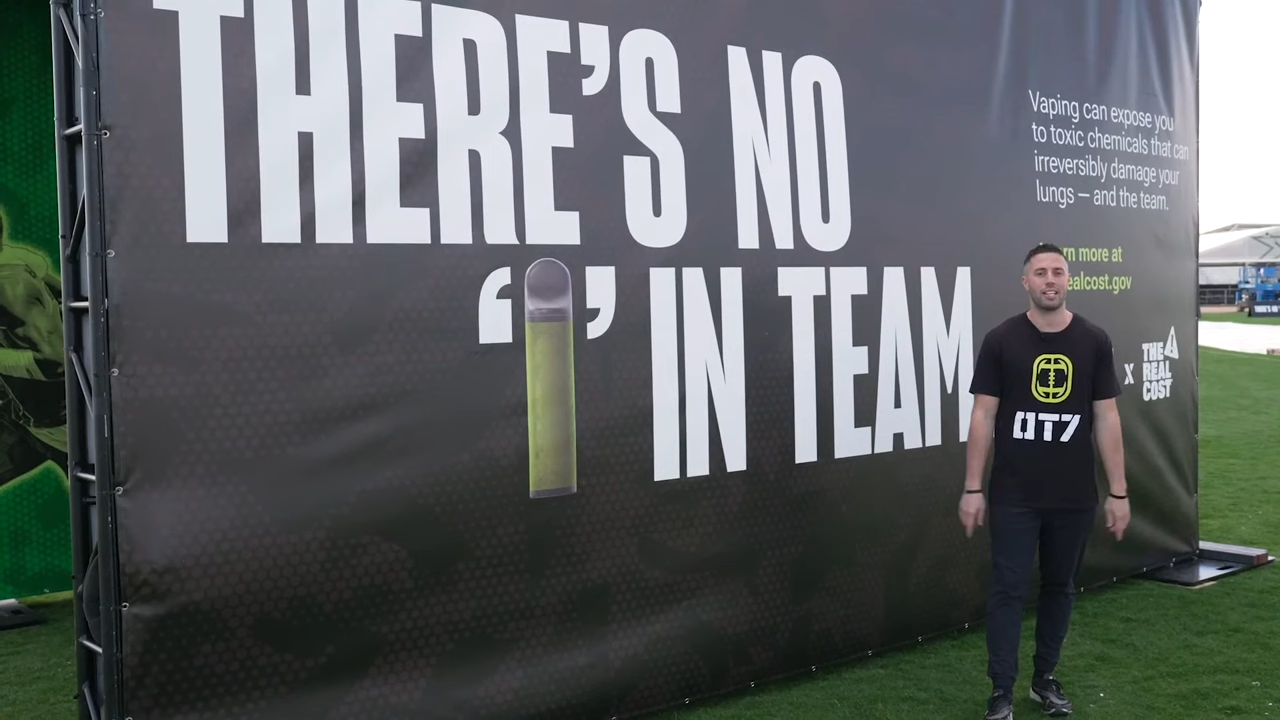 THERE'S NO
' ' IN TEAM
Vaping can expose you
to toxic chemicals that can
irreversibly damage your
lungs – and the team.
rn more at
ealcost.gov
X
THE
REAL
COST
OT7